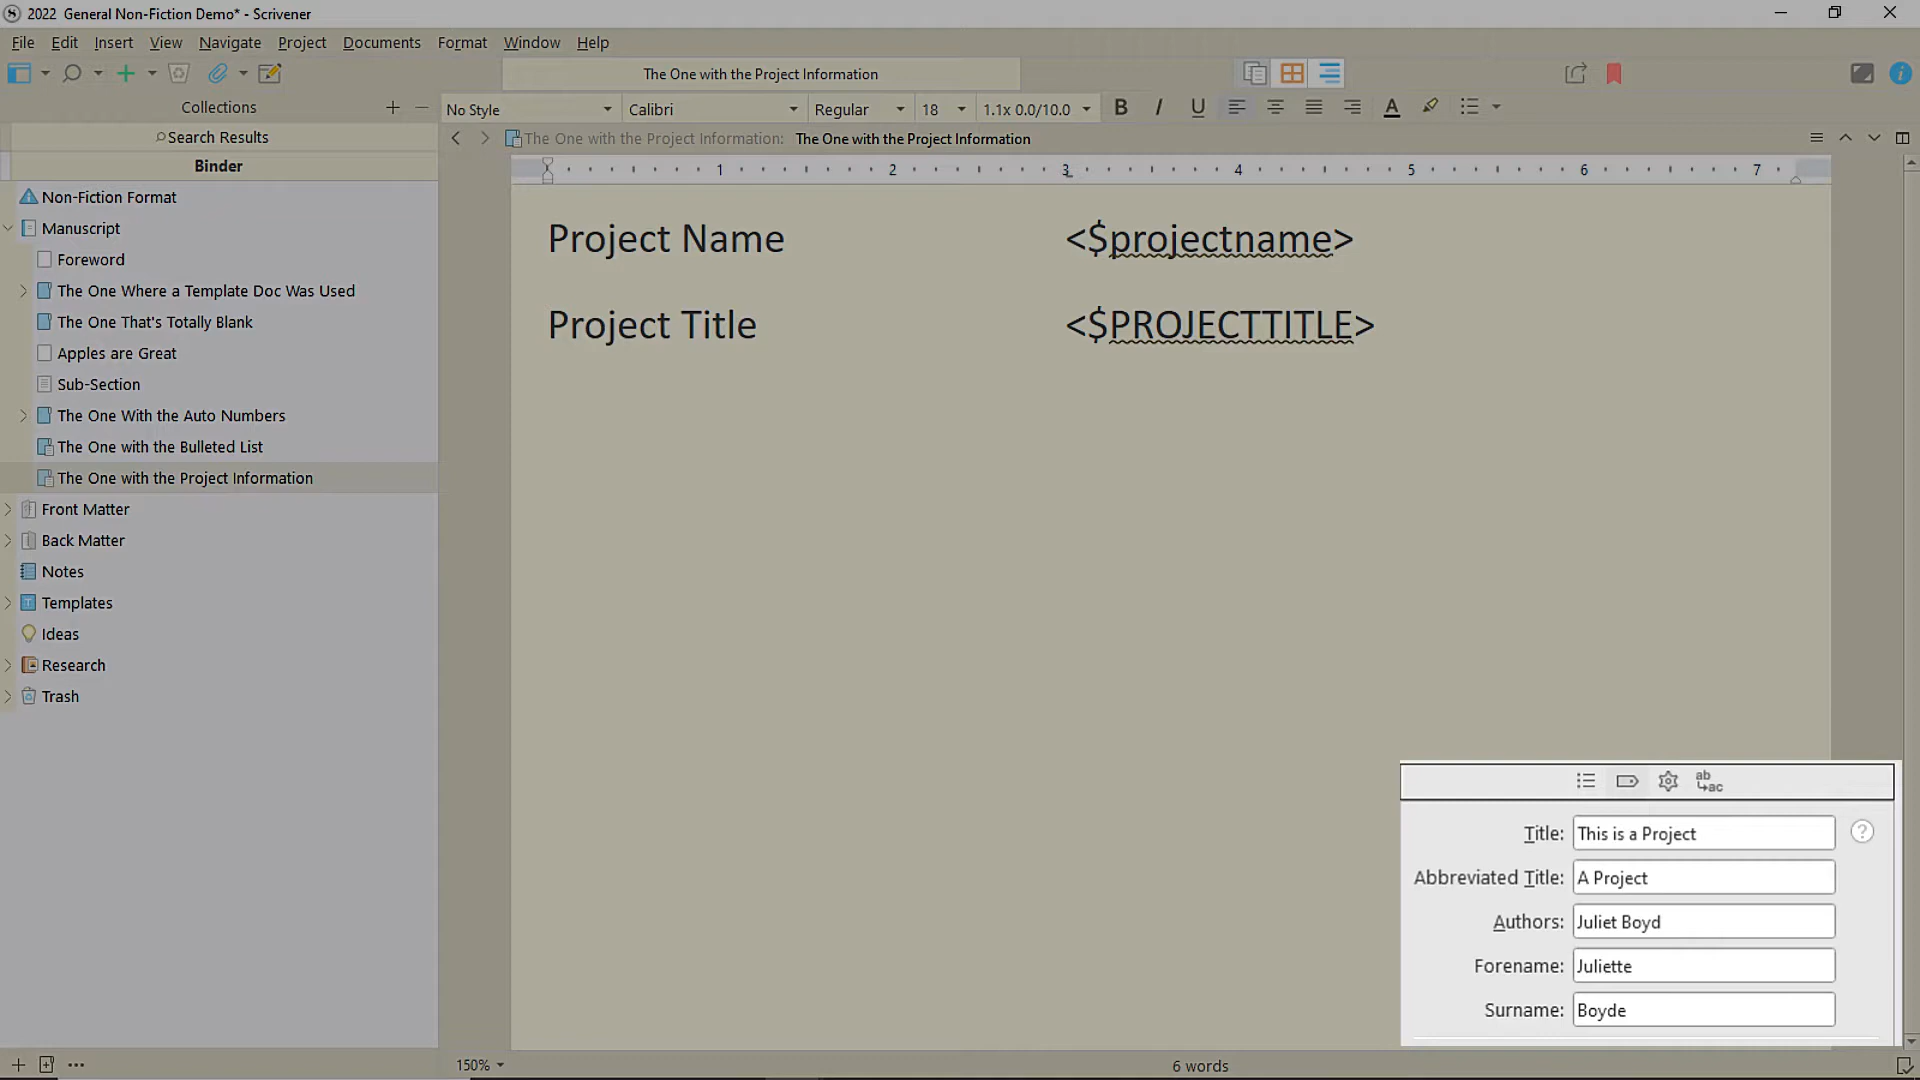 2022 General Non-Fiction Demo* - Scrivener
File Edit Insert View Navigate Project Documents Format Window Help
The One with the Project Information
Collections
No Style Calibri Regular 18 1.1x 0.0/10.0 B I U A
Search Results
The One with the Project Information: The One with the Project Information
Binder
1 2 3 4 5 6 7
Non-Fiction Format
Manuscript
Foreword
The One Where a Template Doc Was Used
The One That's Totally Blank
Apples are Great
Sub-Section
The One With the Auto Numbers
The One with the Bulleted List
The One with the Project Information
Front Matter
Back Matter
Notes
Templates
Ideas
Research
Trash
Project Name <$projectname>
Project Title <$PROJECTTITLE>
ab
ac
Title: This is a Project ?
Abbreviated Title: A Project
Authors: Juliet Boyd
Forename: Juliette
Surname: Boyde
150% 6 words